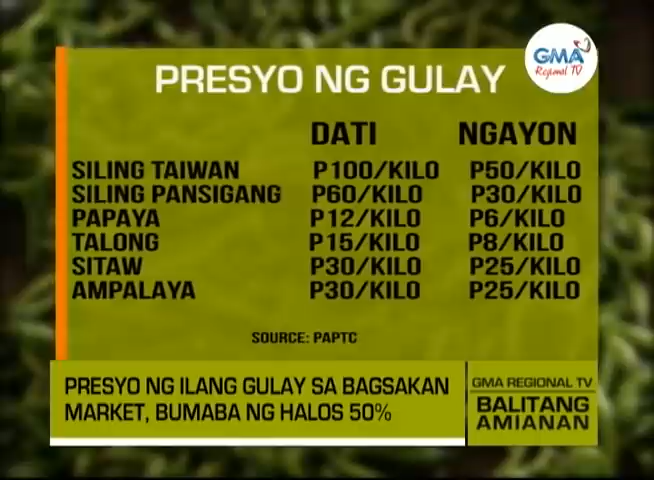 GMA
Regional TV
PRESYO NG GULAY
DATI NGAYON
SILING TAIWAN P100/KILO P50/KILO
SILING PANSIGANG P60/KILO P30/KILO
PAPAYA P12/KILO P6/KILO
TALONG P15/KILO P8/KILO
SITAW P30/KILO P25/KILO
AMPALAYA P30/KILO P25/KILO
SOURCE: PAPTC
PRESYO NG ILANG GULAY SA BAGSAKAN
MARKET, BUMABA NG HALOS 50%
GMA REGIONAL TV
BALITANG
AMIANAN